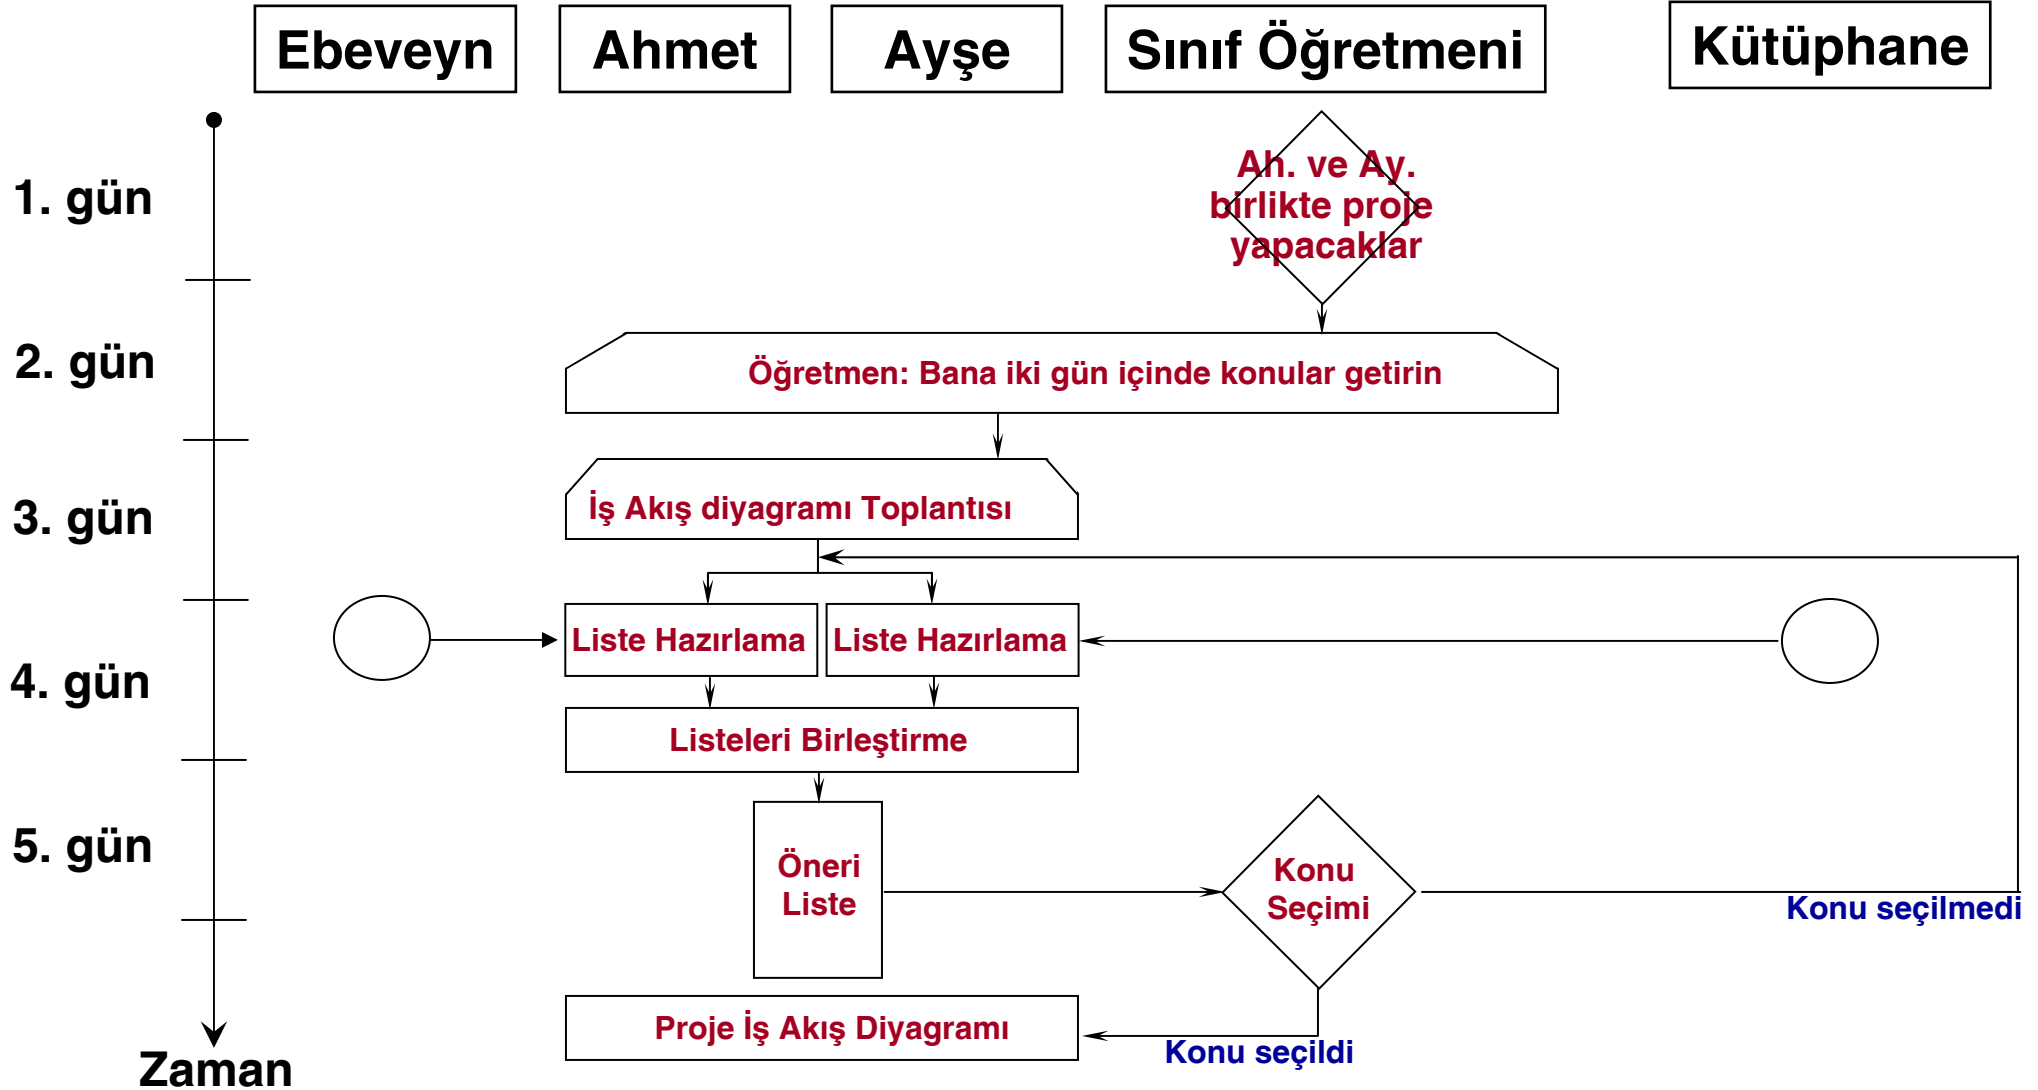 Ebeveyn
Ahmet
Ayşe
Sınıf Öğretmeni
Kütüphane
1. gün
Ah. ve Ay.
birlikte proje
yapacaklar
2. gün
Öğretmen: Bana iki gün içinde konular getirin
3. gün
İş Akış diyagramı Toplantısı
Liste Hazırlama
Liste Hazırlama
4. gün
Listeleri Birleştirme
5. gün
Öneri
Liste
Konu
Seçimi
Konu seçilmedi
Proje İş Akış Diyagramı
Konu seçildi
Zaman